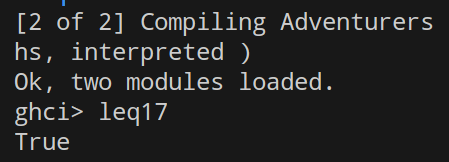 [2 of 2] Compiling Adventurers
hs, interpreted )
Ok, two modules loaded.
ghci> leq17
True